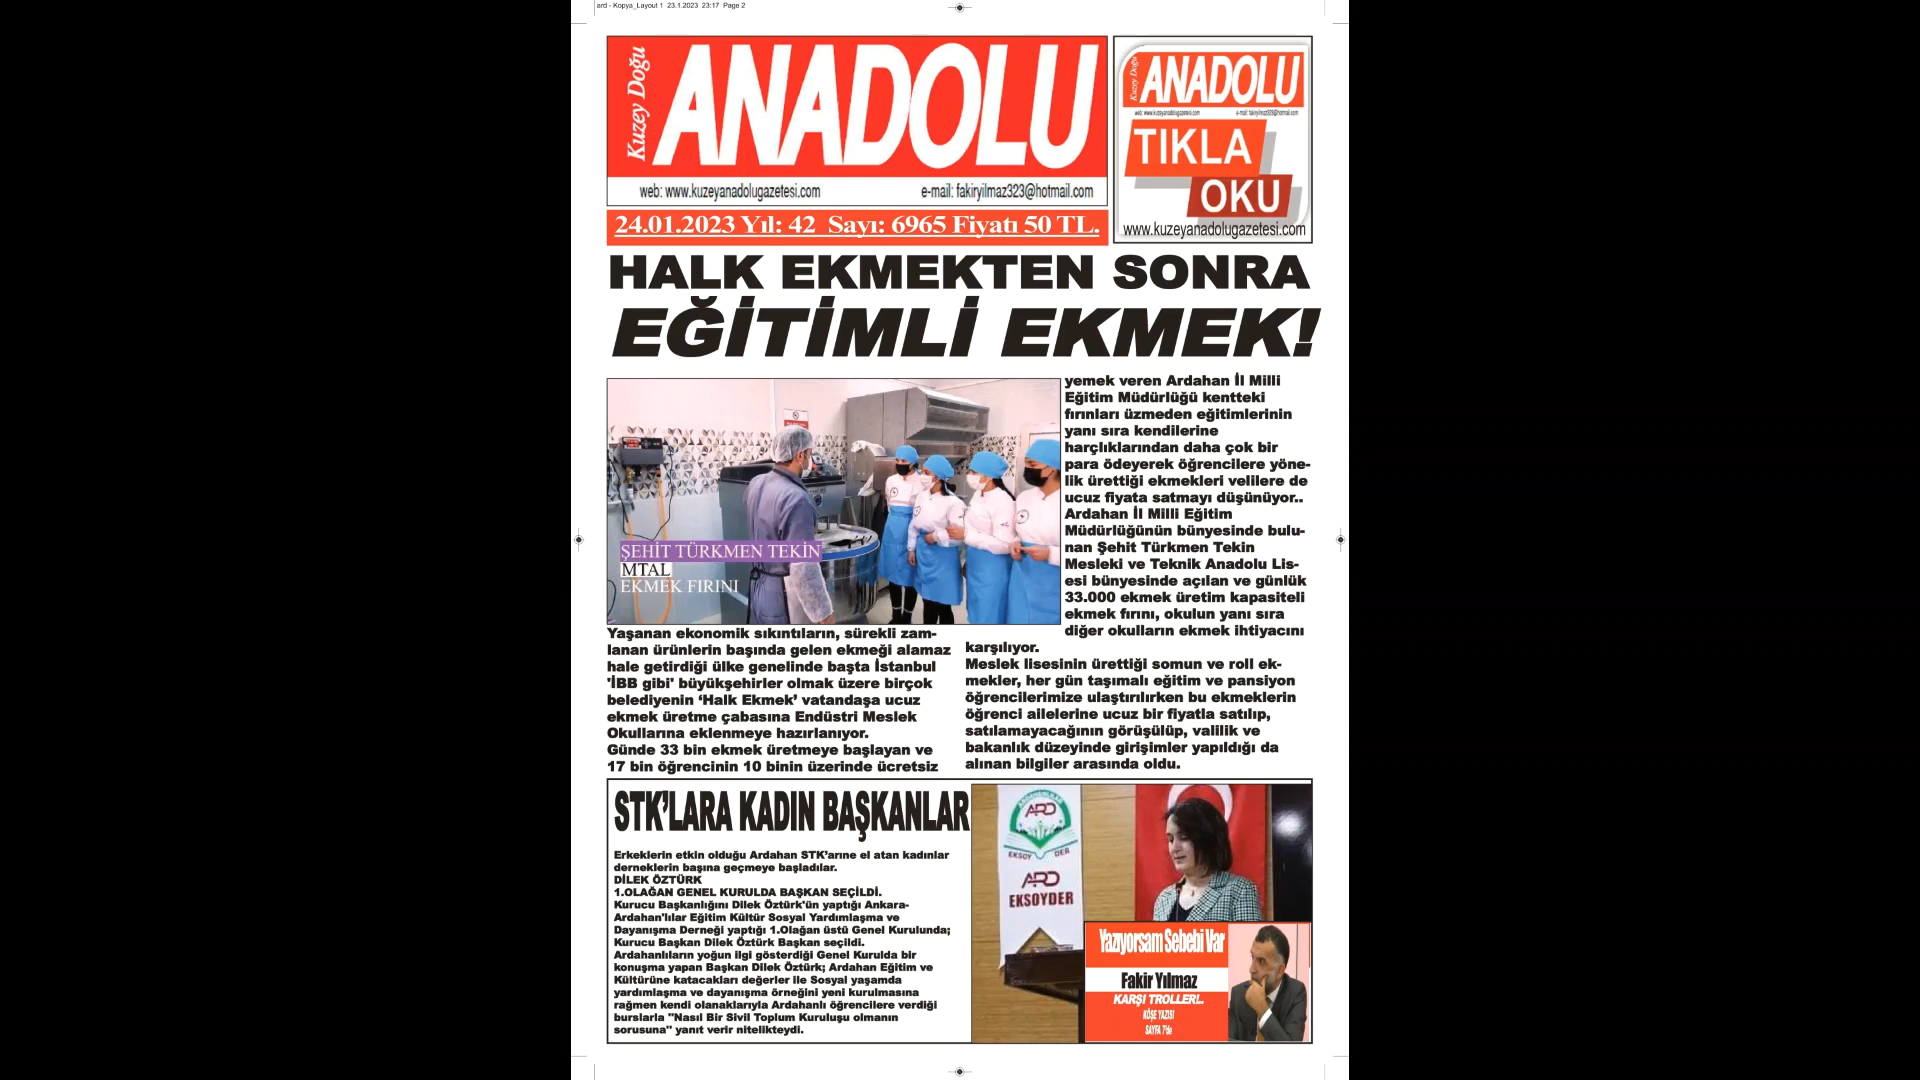 ard - Kopya_Layout 1 23.1.2023 23:17 Page 2
Kuzey Doğu
ANADOLU
web: www.kuzeyanadolugazetesi.com
e-mail: fakiryilmaz323@hotmail.com
24.01.2023 Yıl: 42 Sayı: 6965 Fiyatı 50 TL.
Kuzey Doğu
ANADOLU
web: www.kuzeyanadolugazetesi.com
e-mail: fakiryilmaz323@hotmail.com
TIKLA
OKU
www.kuzeyanadolugazetesi.com
HALK EKMEKTEN SONRA
EĞİTİMLİ EKMEK!
ŞEHİT TÜRKMEN TEKİN
MTAL
EKMEK FIRINI
Yaşanan ekonomik sıkıntıların, sürekli zam-
lanan ürünlerin başında gelen ekmeği alamaz
hale getirdiği ülke genelinde başta İstanbul
'İBB gibi' büyükşehirler olmak üzere birçok
belediyenin ‘Halk Ekmek’ vatandaşa ucuz
ekmek üretme çabasına Endüstri Meslek
Okullarına eklenmeye hazırlanıyor.
Günde 33 bin ekmek üretmeye başlayan ve
17 bin öğrencinin 10 binin üzerinde ücretsiz
yemek veren Ardahan İl Milli
Eğitim Müdürlüğü kentteki
fırınları üzmeden eğitimlerinin
yanı sıra kendilerine
harçlıklarından daha çok bir
para ödeyerek öğrencilere yöne-
lik ürettiği ekmekleri velilere de
ucuz fiyata satmayı düşünüyor..
Ardahan İl Milli Eğitim
Müdürlüğünün bünyesinde bulu-
nan Şehit Türkmen Tekin
Mesleki ve Teknik Anadolu Lis-
esi bünyesinde açılan ve günlük
33.000 ekmek üretim kapasiteli
ekmek fırını, okulun yanı sıra
diğer okulların ekmek ihtiyacını
karşılıyor.
Meslek lisesinin ürettiği somun ve roll ek-
mekler, her gün taşımalı eğitim ve pansiyon
öğrencilerimize ulaştırılırken bu ekmeklerin
öğrenci ailelerine ucuz bir fiyatla satılıp,
satılamayacağının görüşülüp, valilik ve
bakanlık düzeyinde girişimler yapıldığı da
alınan bilgiler arasında oldu.
STK’LARA KADIN BAŞKANLAR
Erkeklerin etkin olduğu Ardahan STK’arıne el atan kadınlar
derneklerin başına geçmeye başladılar.
DİLEK ÖZTÜRK
1.OLAĞAN GENEL KURULDA BAŞKAN SEÇİLDİ.
Kurucu Başkanlığını Dilek Öztürk'ün yaptığı Ankara-
Ardahan'lılar Eğitim Kültür Sosyal Yardımlaşma ve
Dayanışma Derneği yaptığı 1.Olağan üstü Genel Kurulunda;
Kurucu Başkan Dilek Öztürk Başkan seçildi.
Ardahanlıların yoğun ilgi gösterdiği Genel Kurulda bir
konuşma yapan Başkan Dilek Öztürk; Ardahan Eğitim ve
Kültürüne katacakları değerler ile Sosyal yaşamda
yardımlaşma ve dayanışma örneğini yeni kurulmasına
rağmen kendi olanaklarıyla Ardahanlı öğrencilere verdiği
burslarla "Nasıl Bir Sivil Toplum Kuruluşu olmanın
sorusuna" yanıt verir nitelikteydi.
ARD
EKSOY DER
ARD
EKSOYDER
Yazıyorsam Sebebi Var
Fakir Yılmaz
KARŞI TROLLER!..
KÖŞE YAZISI
SAYFA 7'de